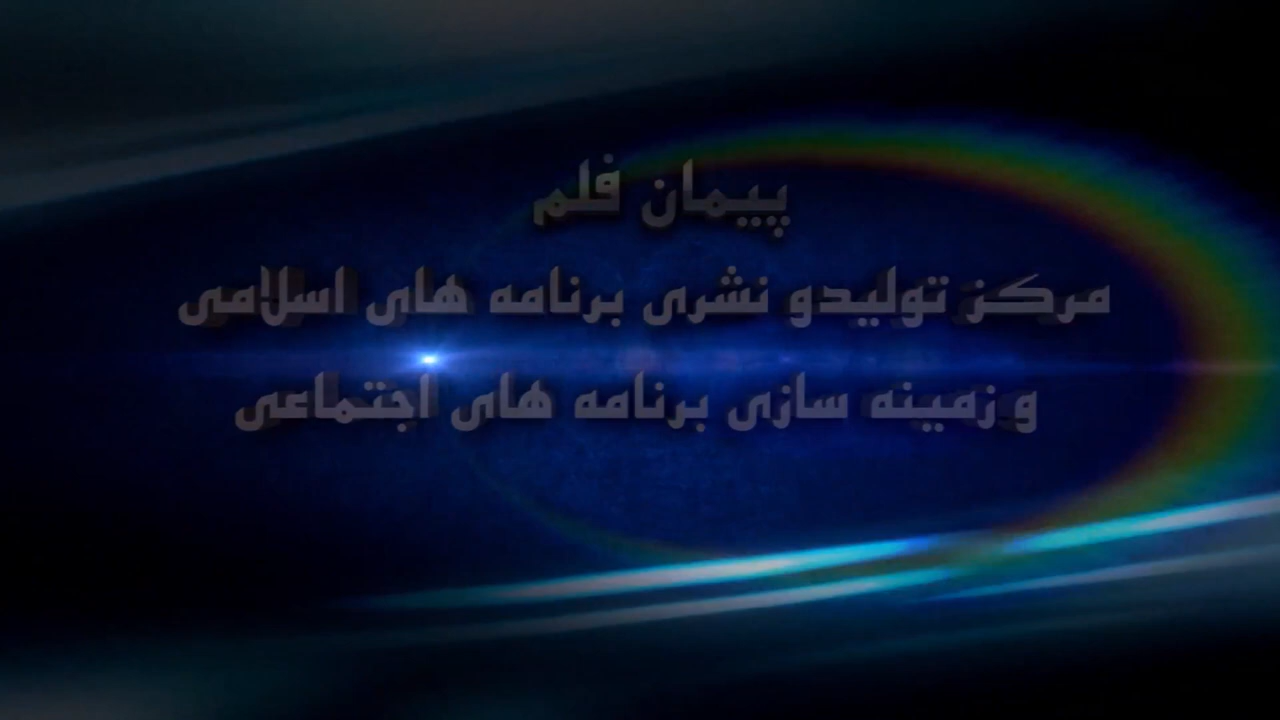 پیمان فلم
مرکز تولیدو نشری برنامه های اسلامی
وزمینه سازی برنامه های اجتماعی